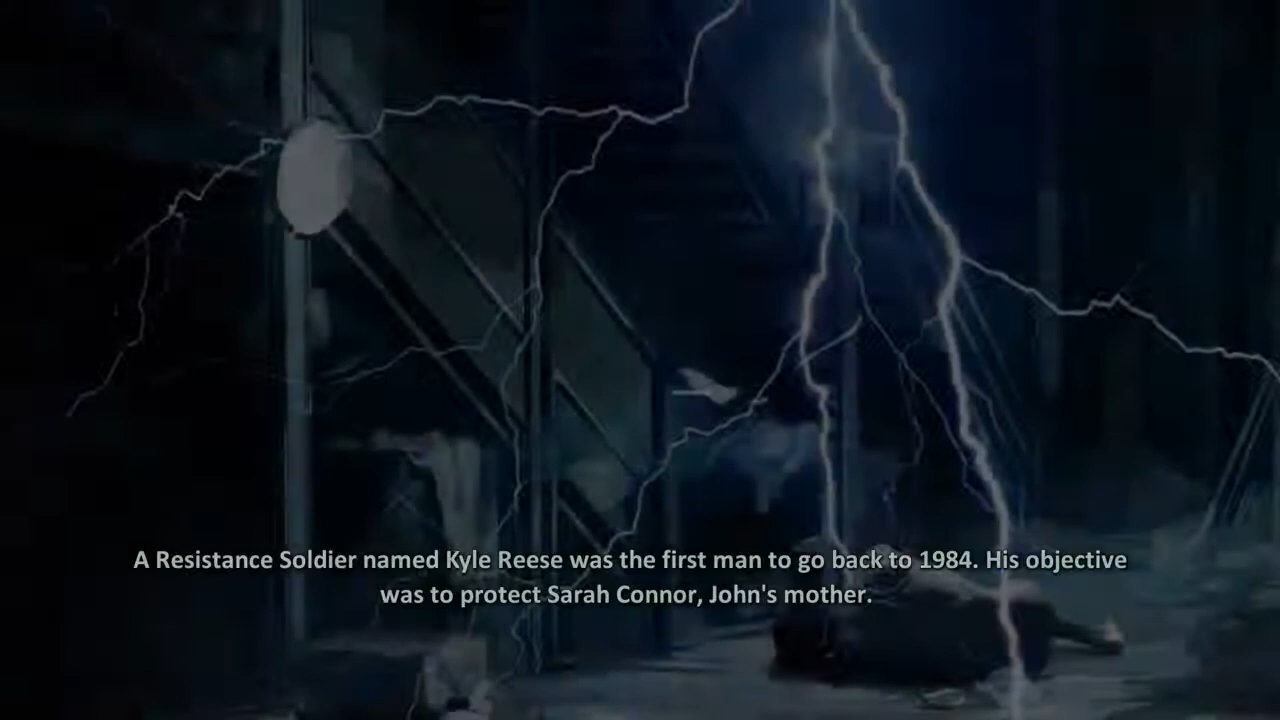 A Resistance Soldier named Kyle Reese was the first man to go back to 1984. His objective
was to protect Sarah Connor, John's mother.